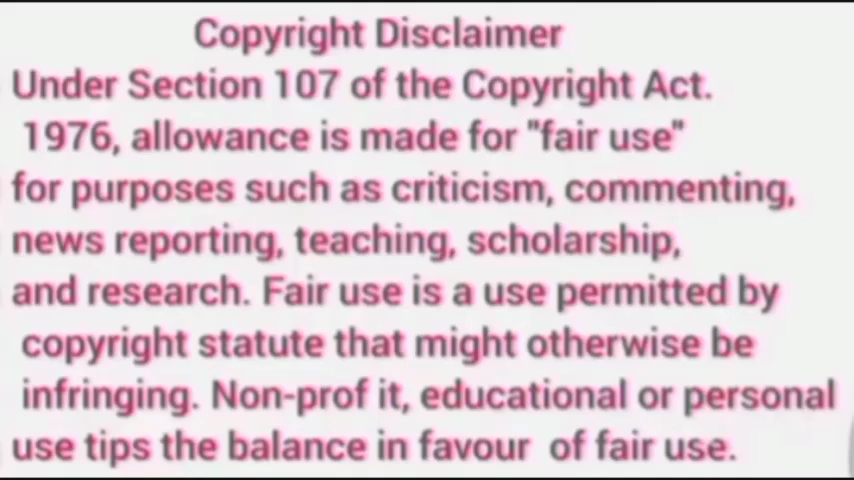 Copyright Disclaimer
Under Section 107 of the Copyright Act.
1976, allowance is made for "fair use"
for purposes such as criticism, commenting,
news reporting, teaching, scholarship,
and research. Fair use is a use permitted by
copyright statute that might otherwise be
infringing. Non-prof it, educational or personal
use tips the balance in favour of fair use.